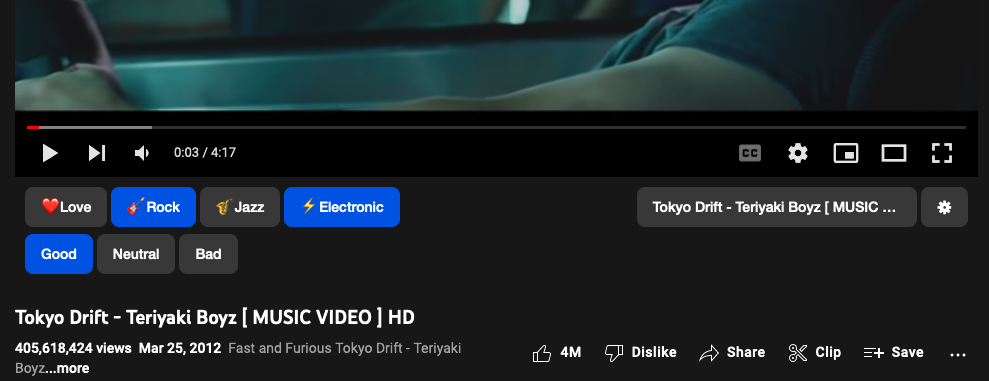 0:03 / 4:17
CC
❤️Love 🎸Rock 🎷Jazz ⚡Electronic Tokyo Drift - Teriyaki Boyz [ MUSIC ...
Good Neutral Bad
Tokyo Drift - Teriyaki Boyz [ MUSIC VIDEO ] HD
405,618,424 views Mar 25, 2012 Fast and Furious Tokyo Drift - Teriyaki
Boyz...more
4M Dislike Share Clip Save ...